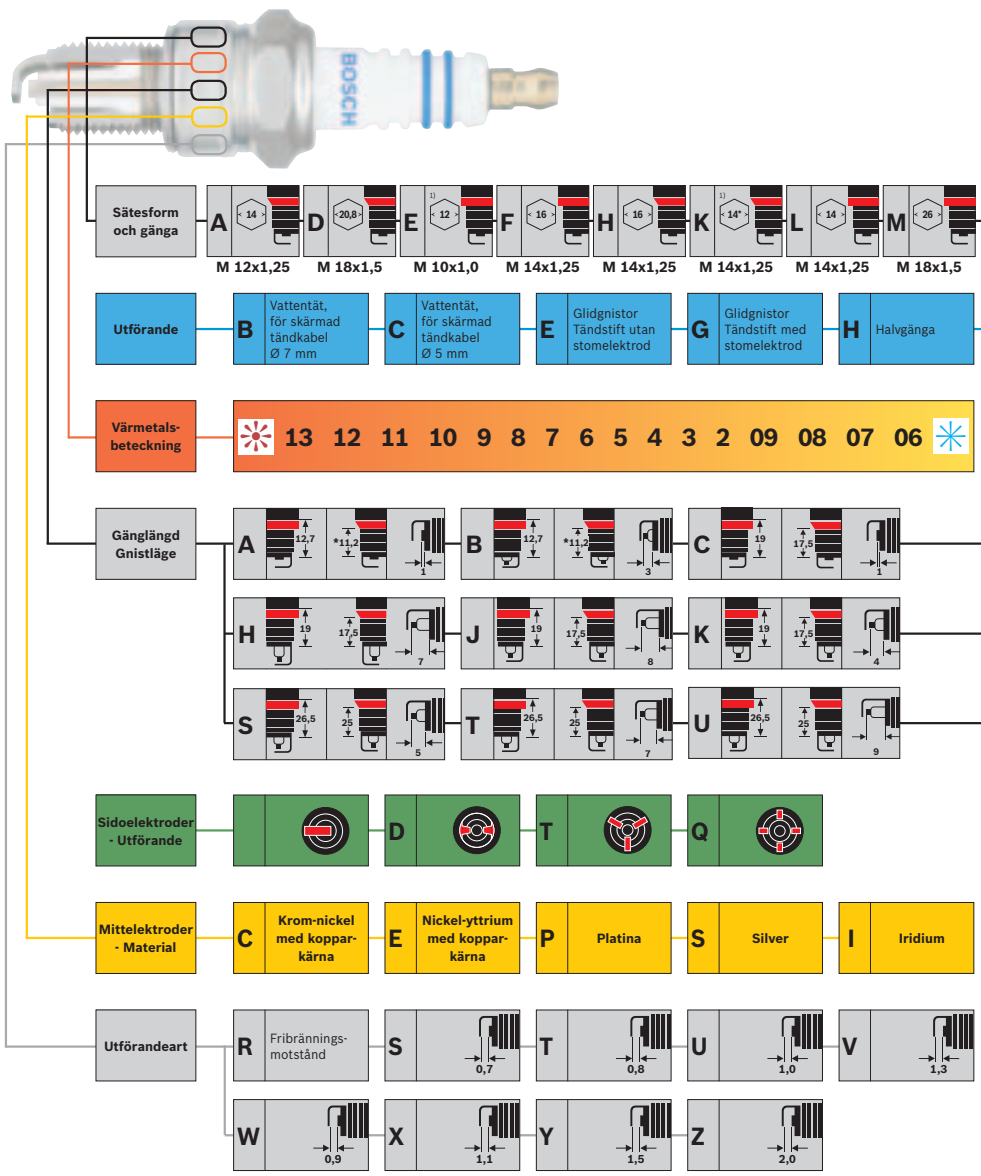 BOSCH
Sätesform
och gänga
A < 14 > D < 20,8 > E 1) < 12 > F < 16 > H < 16 > K 1) < 14* > L < 14 > M < 26 >
M 12x1,25 M 18x1,5 M 10x1,0 M 14x1,25 M 14x1,25 M 14x1,25 M 14x1,25 M 18x1,5
Utförande
B
Vattentät,
för skärmad
tändkabel
Ø 7 mm
C
Vattentät,
för skärmad
tändkabel
Ø 5 mm
E
Glidgnistor
Tändstift utan
stomelektrod
G
Glidgnistor
Tändstift med
stomelektrod
H
Halvgänga
Värmetals-
beteckning
13 12 11 10 9 8 7 6 5 4 3 2 09 08 07 06
Gänglängd
Gnistläge
A 12,7 *11,2 1
B 12,7 *11,2 3
C 19 17,5 1
H 19 17,5 7
J 19 17,5 8
K 19 17,5 4
S 26,5 25 5
T 26,5 25 7
U 26,5 25 9
Sidoelektroder
- Utförande
D T Q
Mittelektroder
- Material
C
Krom-nickel
med koppar-
kärna
E
Nickel-yttrium
med koppar-
kärna
P Platina
S Silver
I Iridium
Utförandeart
R
Fribrännings-
motstånd
S 0,7
T 0,8
U 1,0
V 1,3
W 0,9
X 1,1
Y 1,5
Z 2,0